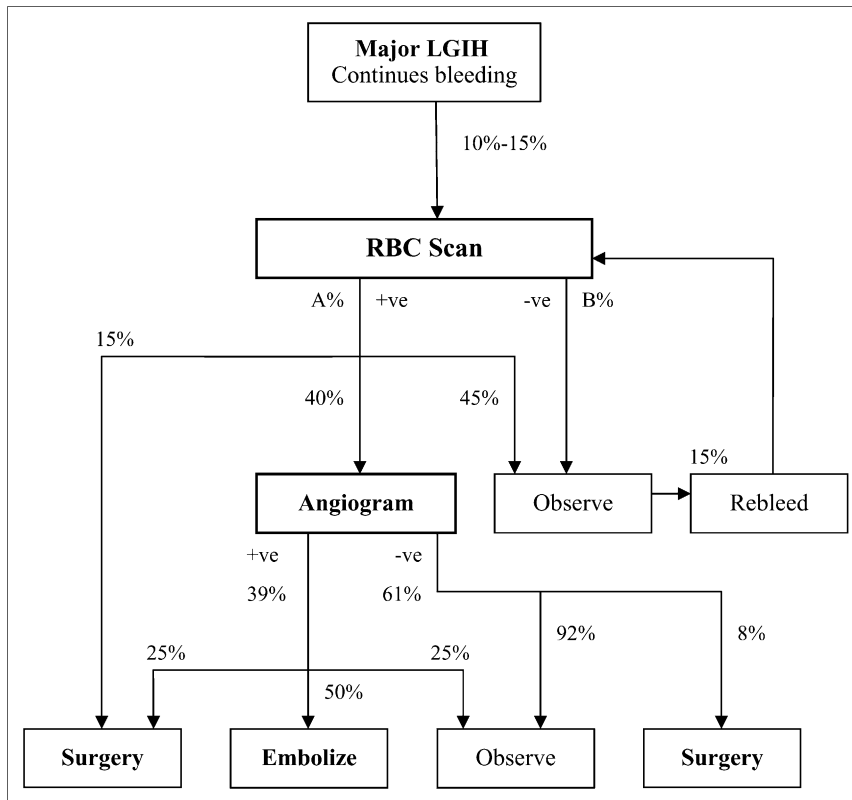 Major LGIH
Continues bleeding
10%-15%
RBC Scan
A% +ve -ve B%
15%
40% 45%
15%
Angiogram Observe Rebleed
+ve -ve
39% 61%
92% 8%
25% 25%
50%
Surgery Embolize Observe Surgery